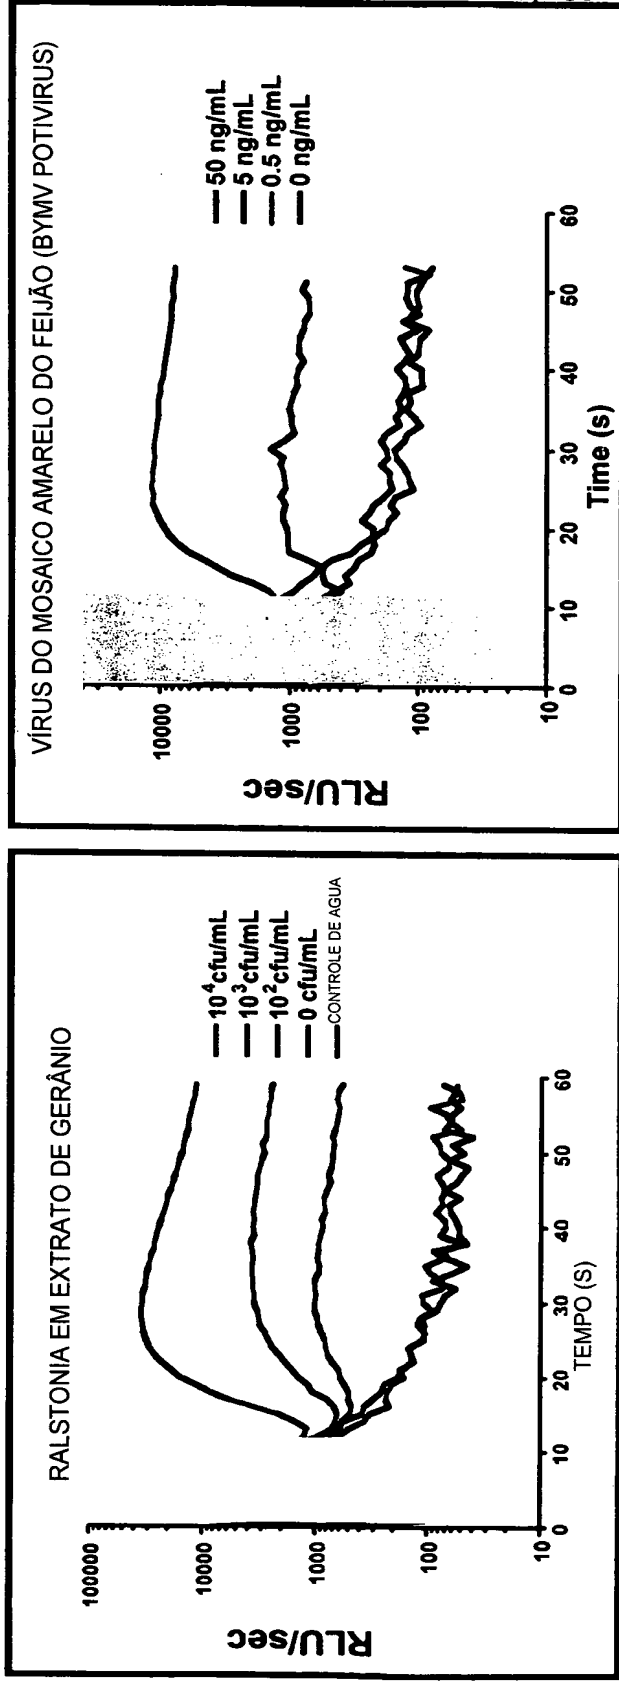 RALSTONIA EM EXTRATO DE GERÂNIO
100000
10000
1000
100
10
RLU/sec
0
10
20
30
40
50
60
TEMPO (S)
10⁴cfu/mL
10³cfu/mL
10²cfu/mL
0 cfu/mL
CONTROLE DE AGUA
VÍRUS DO MOSAICO AMARELO DO FEIJÃO (BYMV POTIVIRUS)
10000
1000
100
10
RLU/sec
0
10
20
30
40
50
60
Time (s)
50 ng/mL
5 ng/mL
0.5 ng/mL
0 ng/mL